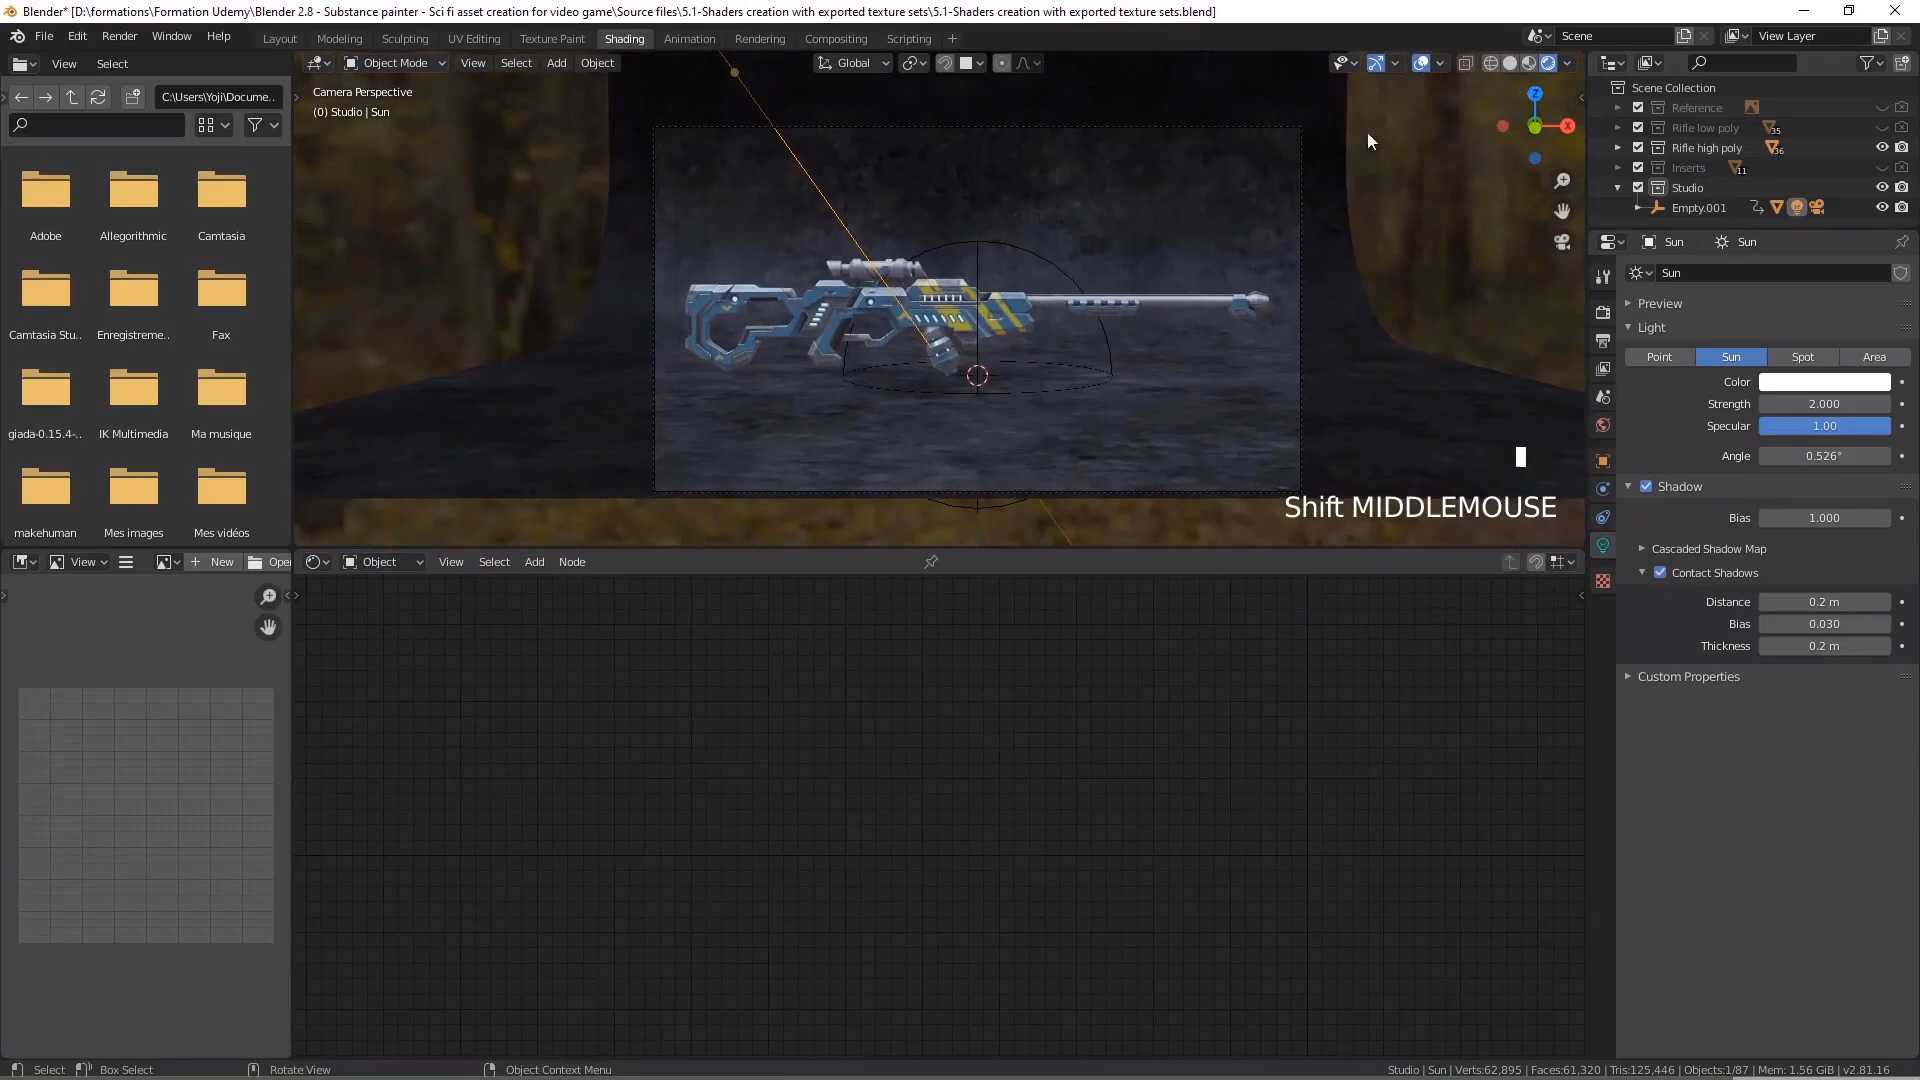 Blender* [D:\formations\Formation Udemy\Blender 2.8 - Substance painter - Sci fi asset creation for video game\Source files\5.1-Shaders creation with exported texture sets\5.1-Shaders creation with exported texture sets.blend]
File Edit Render Window Help Layout Modeling Sculpting UV Editing Texture Paint Shading Animation Rendering Compositing Scripting + Scene View Layer
View Select
Object Mode View Select Add Object Global
C:\Users\Yoji\Docume..
Adobe Allegorithmic Camtasia
Camtasia Stu.. Enregistreme.. Fax
giada-0.15.4-.. IK Multimedia Ma musique
makehuman Mes images Mes vidéos
View + New Open
Camera Perspective
(0) Studio | Sun
Z
X
Shift MIDDLEMOUSE
Object View Select Add Node
Scene Collection
Reference
Rifle low poly 35
Rifle high poly 36
Inserts 11
Studio
Empty.001
Sun Sun
Sun
Preview
Light
Point Sun Spot Area
Color
Strength 2.000
Specular 1.00
Angle 0.526°
Shadow
Bias 1.000
Cascaded Shadow Map
Contact Shadows
Distance 0.2 m
Bias 0.030
Thickness 0.2 m
Custom Properties
Select Box Select Rotate View Object Context Menu
Studio | Sun | Verts:62,895 | Faces:61,320 | Tris:125,446 | Objects:1/87 | Mem: 1.56 GiB | v2.81.16